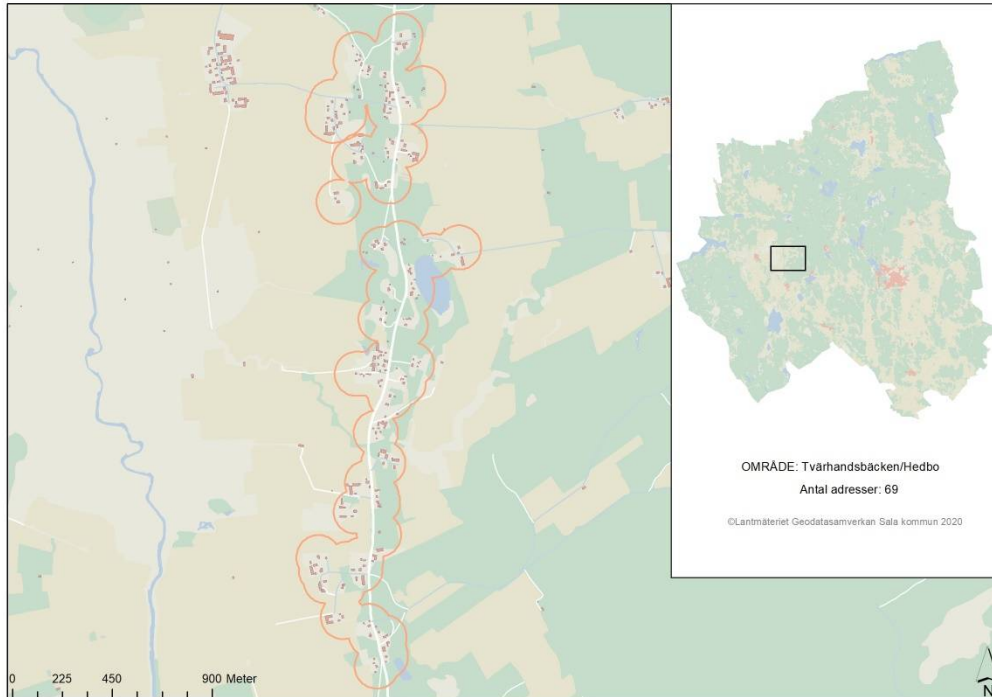 OMRÅDE: Tvärhandsbäcken/Hedbo
Antal adresser: 69
©Lantmäteriet Geodatasamverkan Sala kommun 2020
0 225 450 900 Meter
N